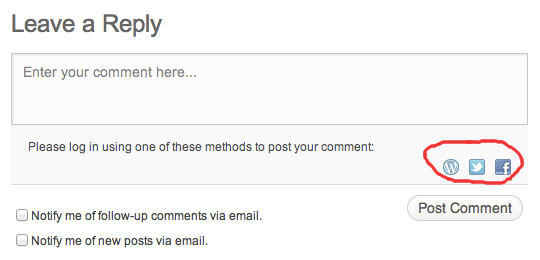 Leave a Reply
Enter your comment here...
Please log in using one of these methods to post your comment:
Notify me of follow-up comments via email.
Post Comment
Notify me of new posts via email.